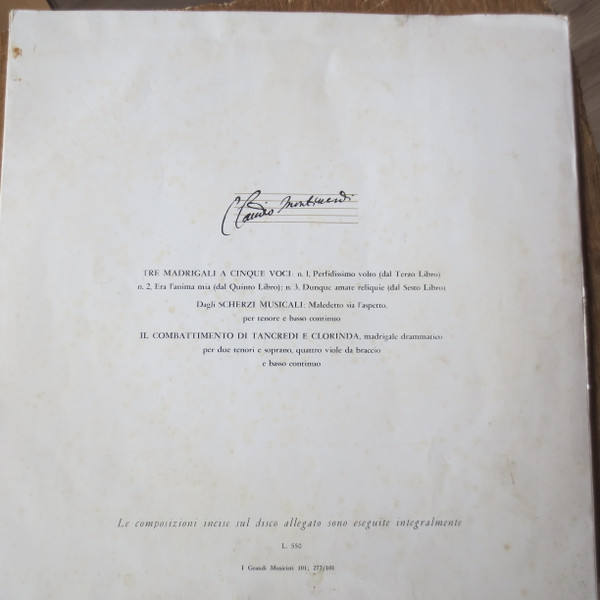 Claudio Monteverdi
TRE MADRIGALI A CINQUE VOCI: n. 1, Perfidissimo volto (dal Terzo Libro)
n. 2, Era l'anima mia (dal Quinto Libro); n. 3, Dunque amate reliquie (dal Sesto Libro)
Dagli SCHERZI MUSICALI: Maledetto sia l'aspetto,
per tenore e basso continuo
IL COMBATTIMENTO DI TANCREDI E CLORINDA, madrigale drammatico
per due tenori e soprano, quattro viole da braccio
e basso continuo
Le composizioni incise sul disco allegato sono eseguite integralmente
L. 550
I Grandi Musicisti 101; 277/101